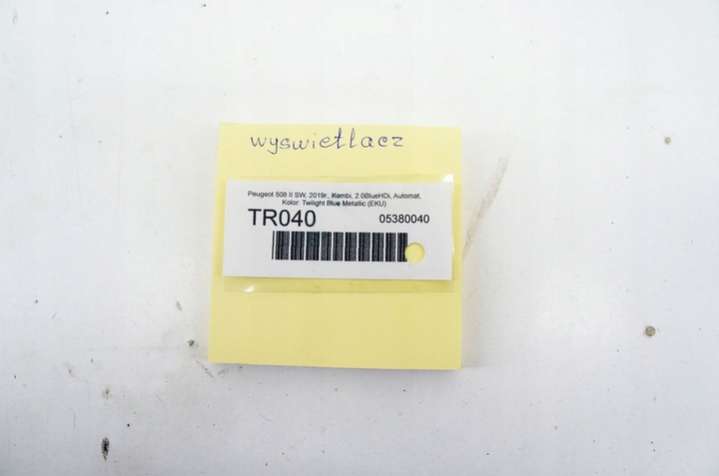 wyswietlacz
Peugeot 508 II SW, 2019r., Kombi, 2.0BlueHDi, Automat,
Kolor: Twilight Blue Metallic (EKU)
TR040 05380040